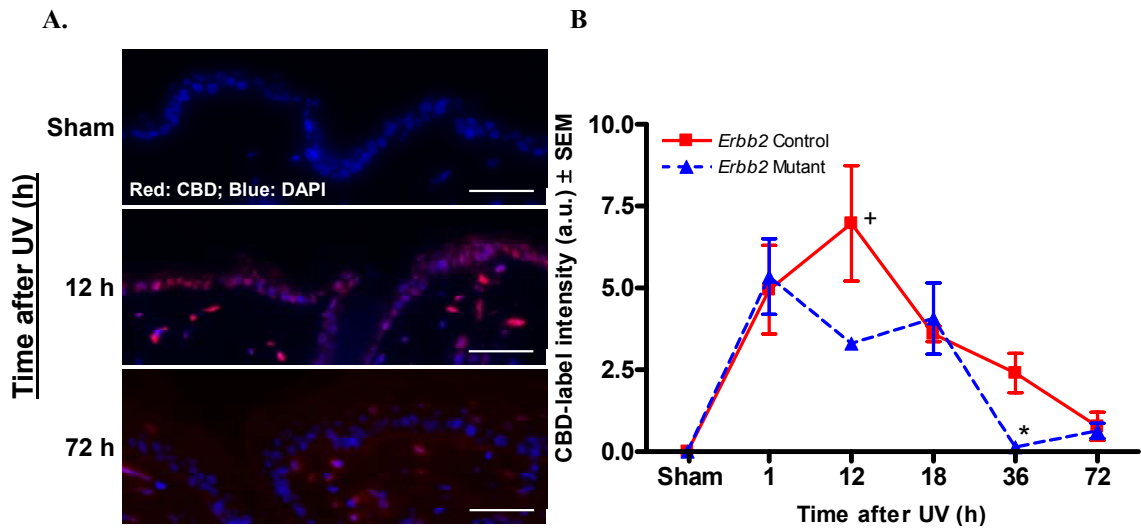 A.
B
Time after UV (h)
Sham
Red: CBD; Blue: DAPI
12 h
72 h
CBD-label intensity (a.u.) ± SEM
10.0
7.5
5.0
2.5
0.0
Erbb2 Control
Erbb2 Mutant
+
*
Sham 1 12 18 36 72
Time after UV (h)